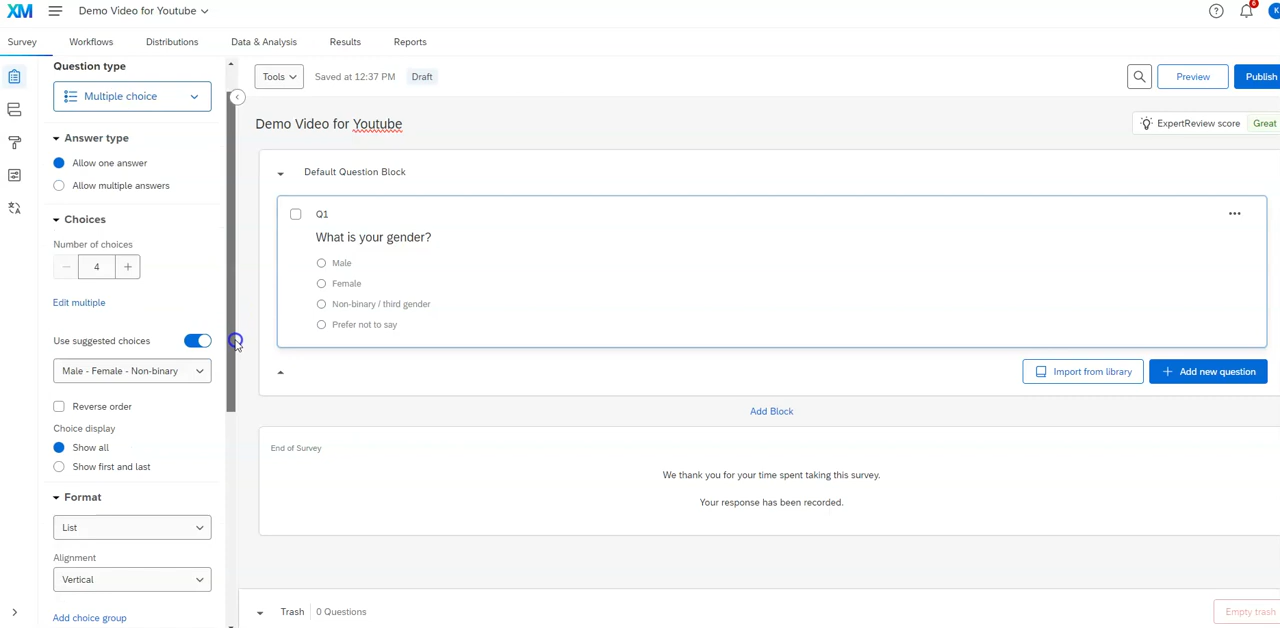 XM Demo Video for Youtube
6
K
Survey Workflows Distributions Data & Analysis Results Reports
Question type
Multiple choice
Answer type
Allow one answer
Allow multiple answers
Choices
Number of choices
4
Edit multiple
Use suggested choices
Male - Female - Non-binary
Reverse order
Choice display
Show all
Show first and last
Format
List
Alignment
Vertical
Add choice group
Tools Saved at 12:37 PM Draft Preview Publish
Demo Video for Youtube ExpertReview score Great
Default Question Block
Q1
What is your gender?
Male
Female
Non-binary / third gender
Prefer not to say
Import from library Add new question
Add Block
End of Survey
We thank you for your time spent taking this survey.
Your response has been recorded.
Trash 0 Questions Empty trash